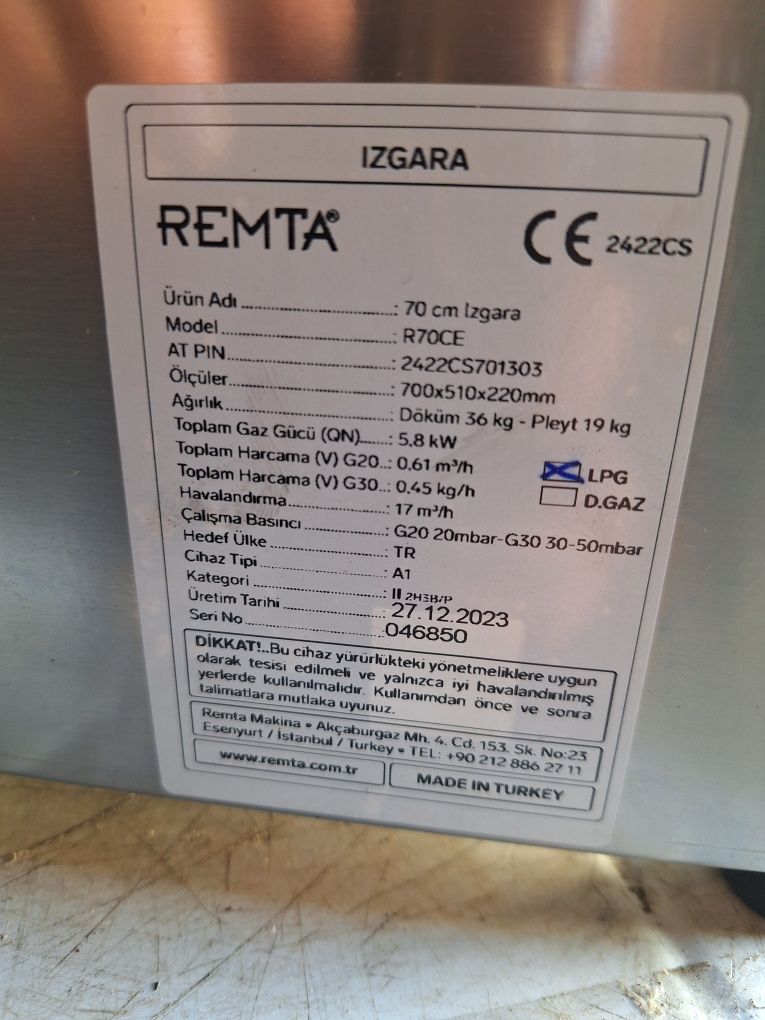 IZGARA
REMTA®
CE 2422CS
Ürün Adı ........................: 70 cm Izgara
Model ..............................: R70CE
AT PIN .............................: 2422CS701303
Ölçüler .............................: 700x510x220mm
Ağırlık ..............................: Döküm 36 kg - Pleyt 19 kg
Toplam Gaz Gücü (QN) ......: 5.8 kW
Toplam Harcama (V) G20..: 0,61 m³/h
LPG
Toplam Harcama (V) G30..: 0,45 kg/h
D.GAZ
Havalandırma ...................: 17 m³/h
Çalışma Basıncı .................: G20 20mbar-G30 30-50mbar
Hedef Ülke .......................: TR
Cihaz Tipi .........................: A1
Kategori ...........................: II 2H3B/P
Üretim Tarihi ....................: 27.12.2023
Seri No .............................: 046850
DİKKAT!..Bu cihaz yürürlükteki yönetmeliklere uygun
olarak tesisi edilmeli ve yalnızca iyi havalandırılmış
yerlerde kullanılmalıdır. Kullanımdan önce ve sonra
talimatlara mutlaka uyunuz.
Remta Makina • Akçaburgaz Mh. 4. Cd. 153. Sk. No:23
Esenyurt / İstanbul / Turkey • TEL: +90 212 886 27 11
www.remta.com.tr
MADE IN TURKEY